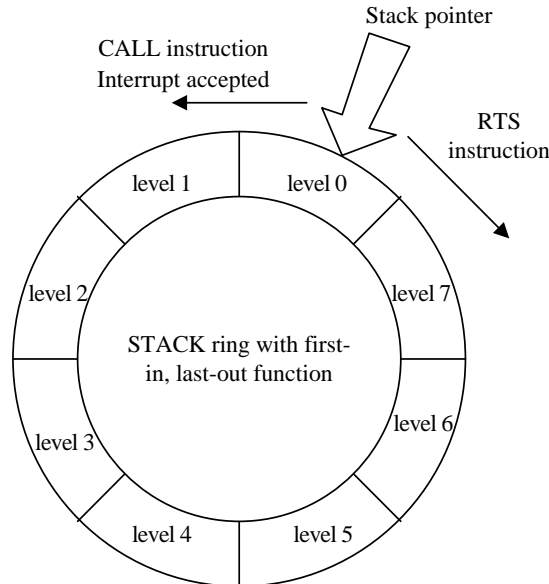 Stack pointer
CALL instruction
Interrupt accepted
RTS
instruction
level 1
level 0
level 2
level 7
STACK ring with first-
in, last-out function
level 3
level 6
level 4
level 5